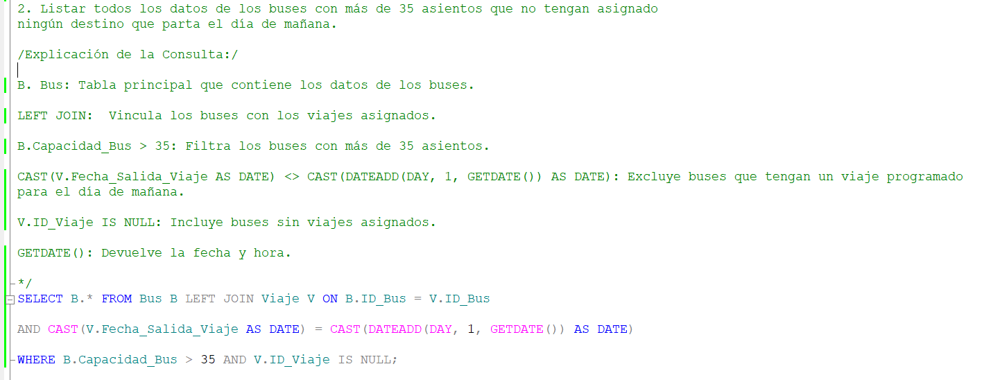 2. Listar todos los datos de los buses con más de 35 asientos que no tengan asignado
ningún destino que parta el día de mañana.
/Explicación de la Consulta:/
B. Bus: Tabla principal que contiene los datos de los buses.
LEFT JOIN:  Vincula los buses con los viajes asignados.
B.Capacidad_Bus > 35: Filtra los buses con más de 35 asientos.
CAST(V.Fecha_Salida_Viaje AS DATE) <> CAST(DATEADD(DAY, 1, GETDATE()) AS DATE): Excluye buses que tengan un viaje programado
para el día de mañana.
V.ID_Viaje IS NULL: Incluye buses sin viajes asignados.
GETDATE(): Devuelve la fecha y hora.
*/
SELECT B.* FROM Bus B LEFT JOIN Viaje V ON B.ID_Bus = V.ID_Bus
AND CAST(V.Fecha_Salida_Viaje AS DATE) = CAST(DATEADD(DAY, 1, GETDATE()) AS DATE)
WHERE B.Capacidad_Bus > 35 AND V.ID_Viaje IS NULL;